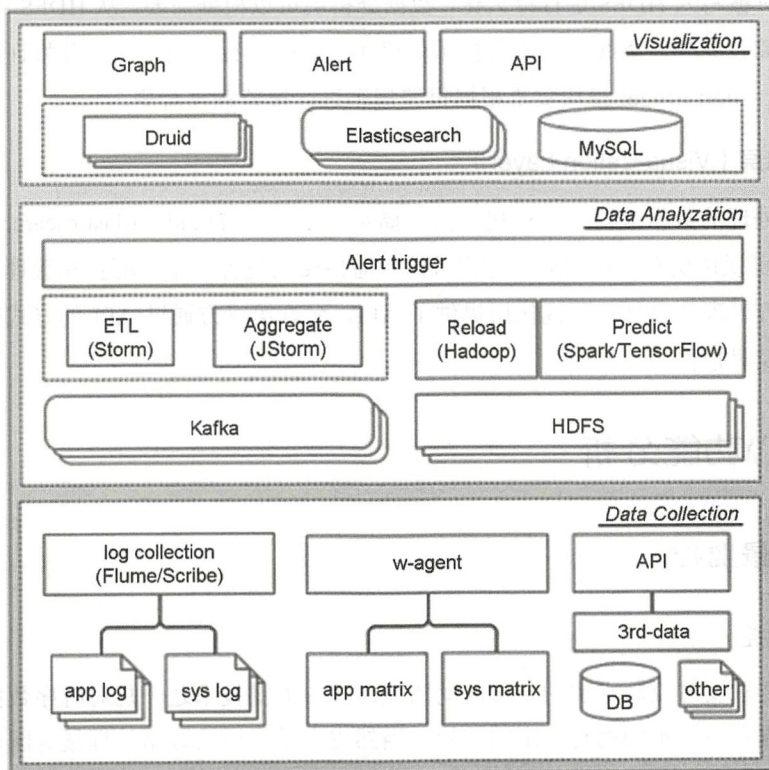 Visualization
Graph
Alert
API
Druid
Elasticsearch
MySQL
Data Analyzation
Alert trigger
ETL
(Storm)
Aggregate
(JStorm)
Reload
(Hadoop)
Predict
(Spark/TensorFlow)
Kafka
HDFS
Data Collection
log collection
(Flume/Scribe)
w-agent
API
3rd-data
app log
sys log
app matrix
sys matrix
DB
other